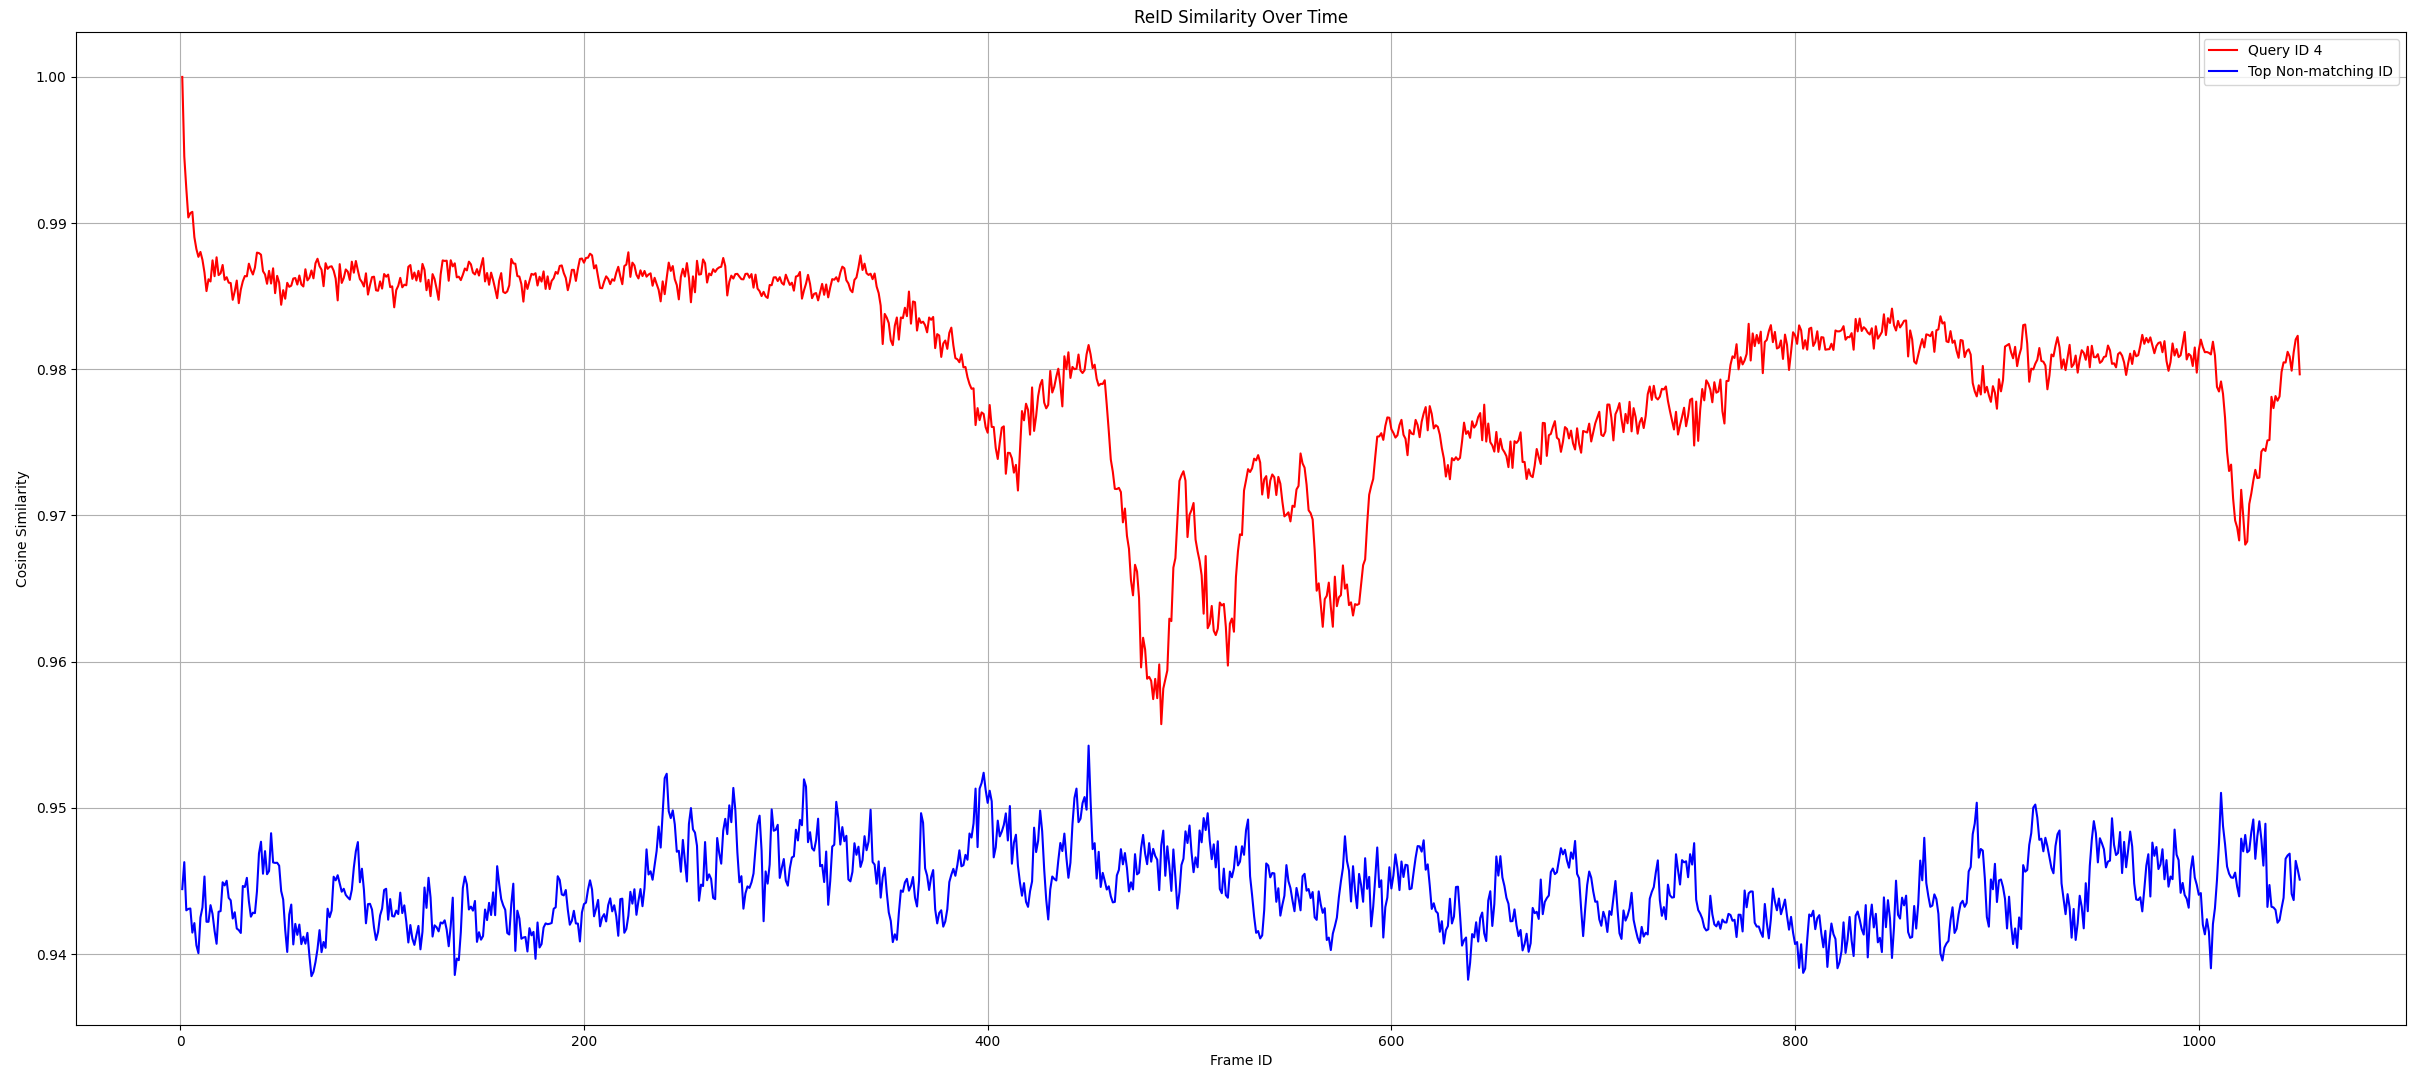 ReID Similarity Over Time
Query ID 4
Top Non-matching ID
Cosine Similarity
1.00
0.99
0.98
0.97
0.96
0.95
0.94
0
200
400
600
800
1000
Frame ID